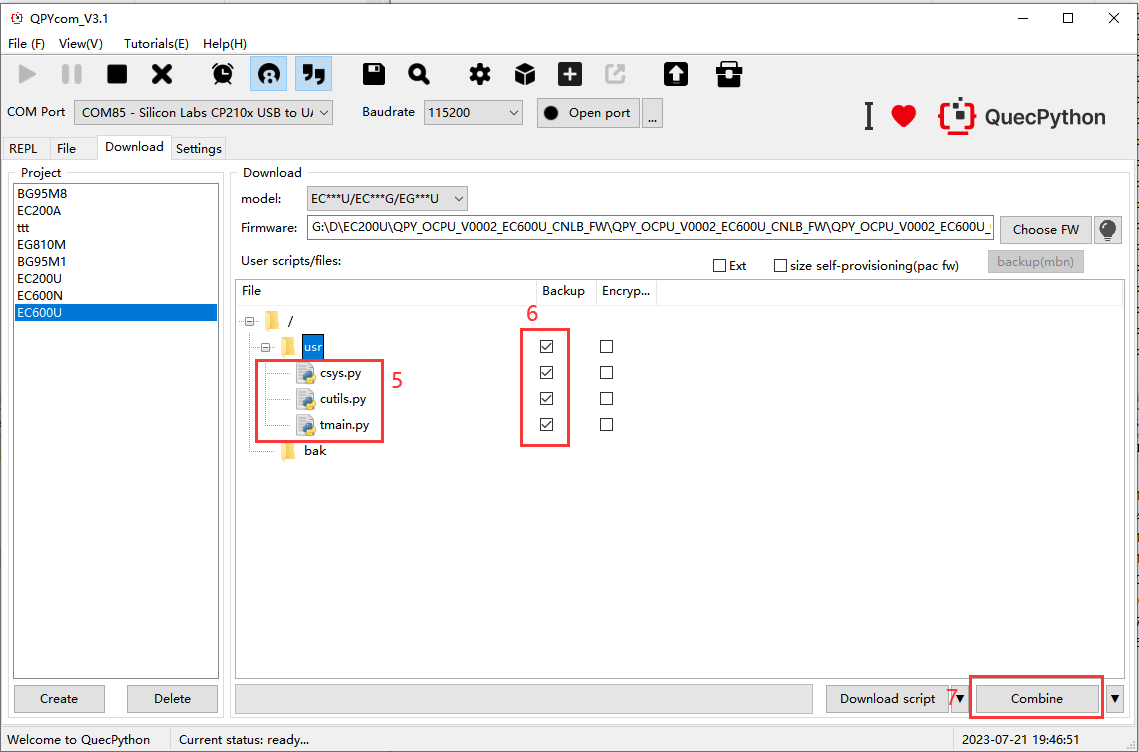 QPYcom_V3.1
File (F) View(V) Tutorials(E) Help(H)
COM Port COM85 - Silicon Labs CP210x USB to UA Baudrate 115200 Open port ... I QuecPython
REPL File Download Settings
Project Download
BG95M8
EC200A
ttt
EG810M
BG95M1
EC200U
EC600N
EC600U
model: EC***U/EC***G/EG***U
Firmware: G:\D\EC200U\QPY_OCPU_V0002_EC600U_CNLB_FW\QPY_OCPU_V0002_EC600U_CNLB_FW\QPY_OCPU_V0002_EC600U_ Choose FW
User scripts/files: Ext size self-provisioning(pac fw) backup(mbn)
File Backup Encryp...
/
6
usr
csys.py
5
cutils.py
tmain.py
bak
Create Delete Download script 7 Combine
Welcome to QuecPython Current status: ready... 2023-07-21 19:46:51